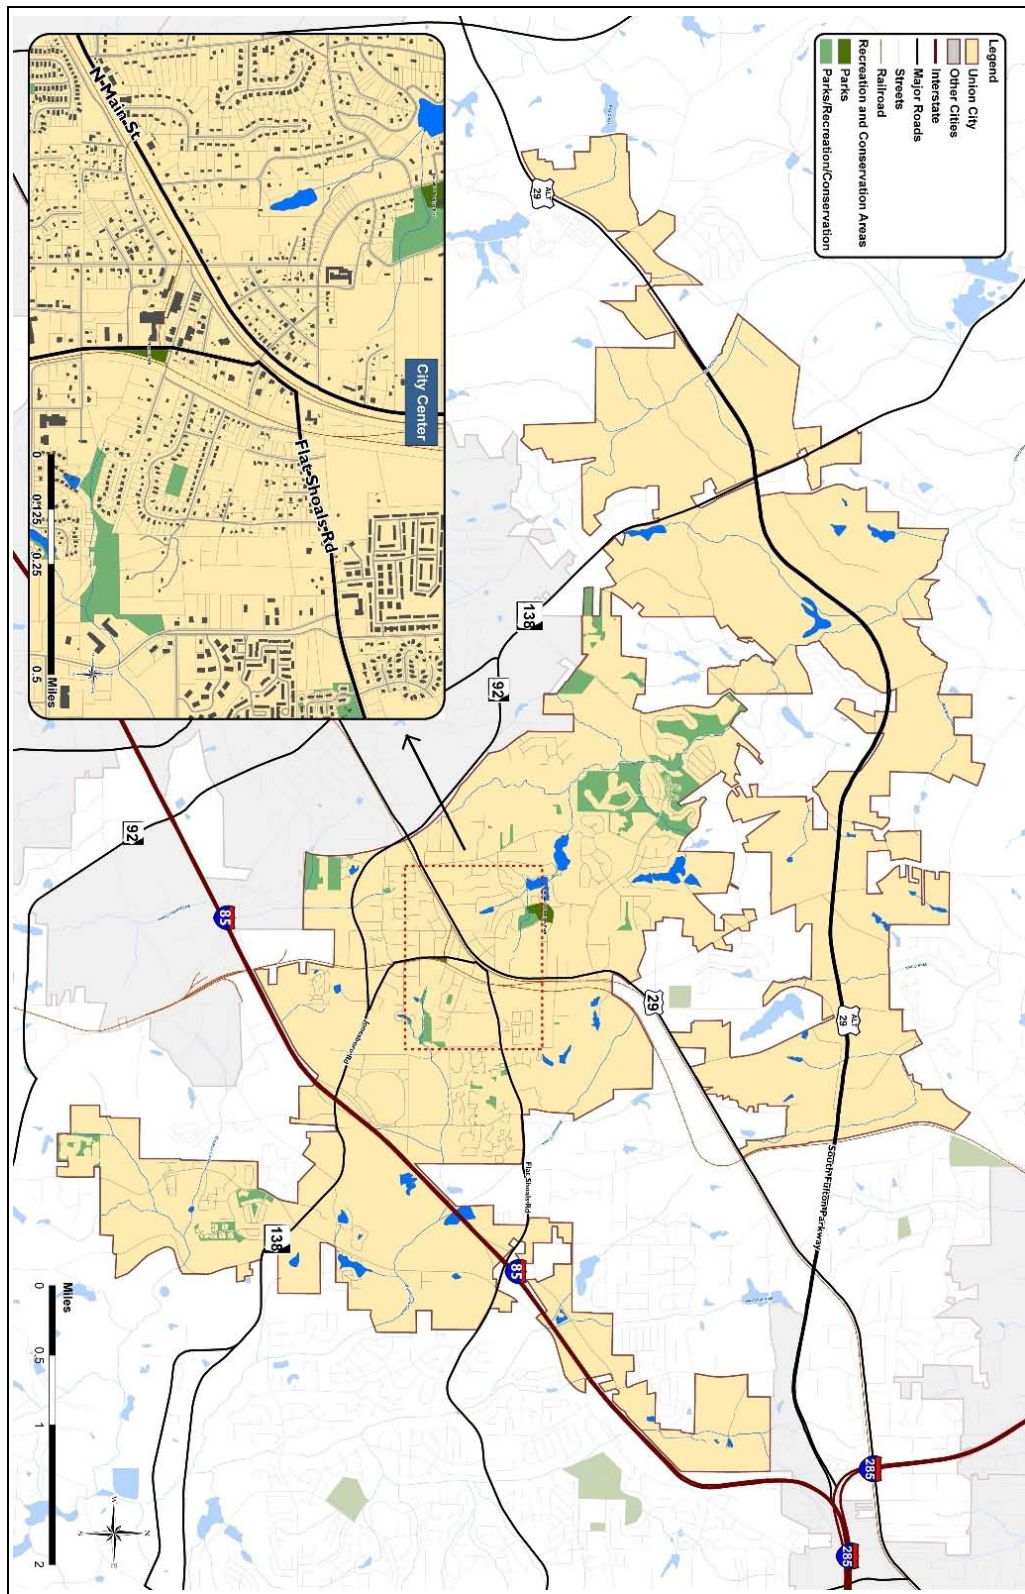 Legend
Union City
Other Cities
Interstate
Major Roads
Streets
Railroad
Recreation and Conservation Areas
Parks
Parks/Recreation/Conservation
City Center
N Main St
Flat Shoals Rd
0 0.125 0.25 0.5
Miles
ALT
29
138
92
92
85
29
ALT
29
South Fulton Parkway
Jonesboro Rd
Flat Shoals Rd
138
85
285
285
Miles
0 0.5 1 2
N
W
E
S